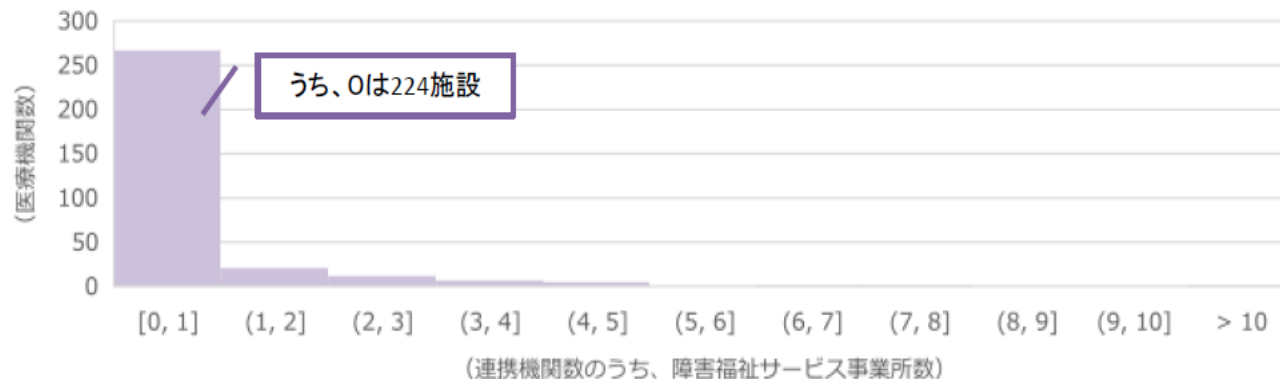 300
250
200
150
100
50
0
(医療機関数)
うち、0は224施設
[0, 1] (1, 2] (2, 3] (3, 4] (4, 5] (5, 6] (6, 7] (7, 8] (8, 9] (9, 10] > 10
(連携機関数のうち、障害福祉サービス事業所数)